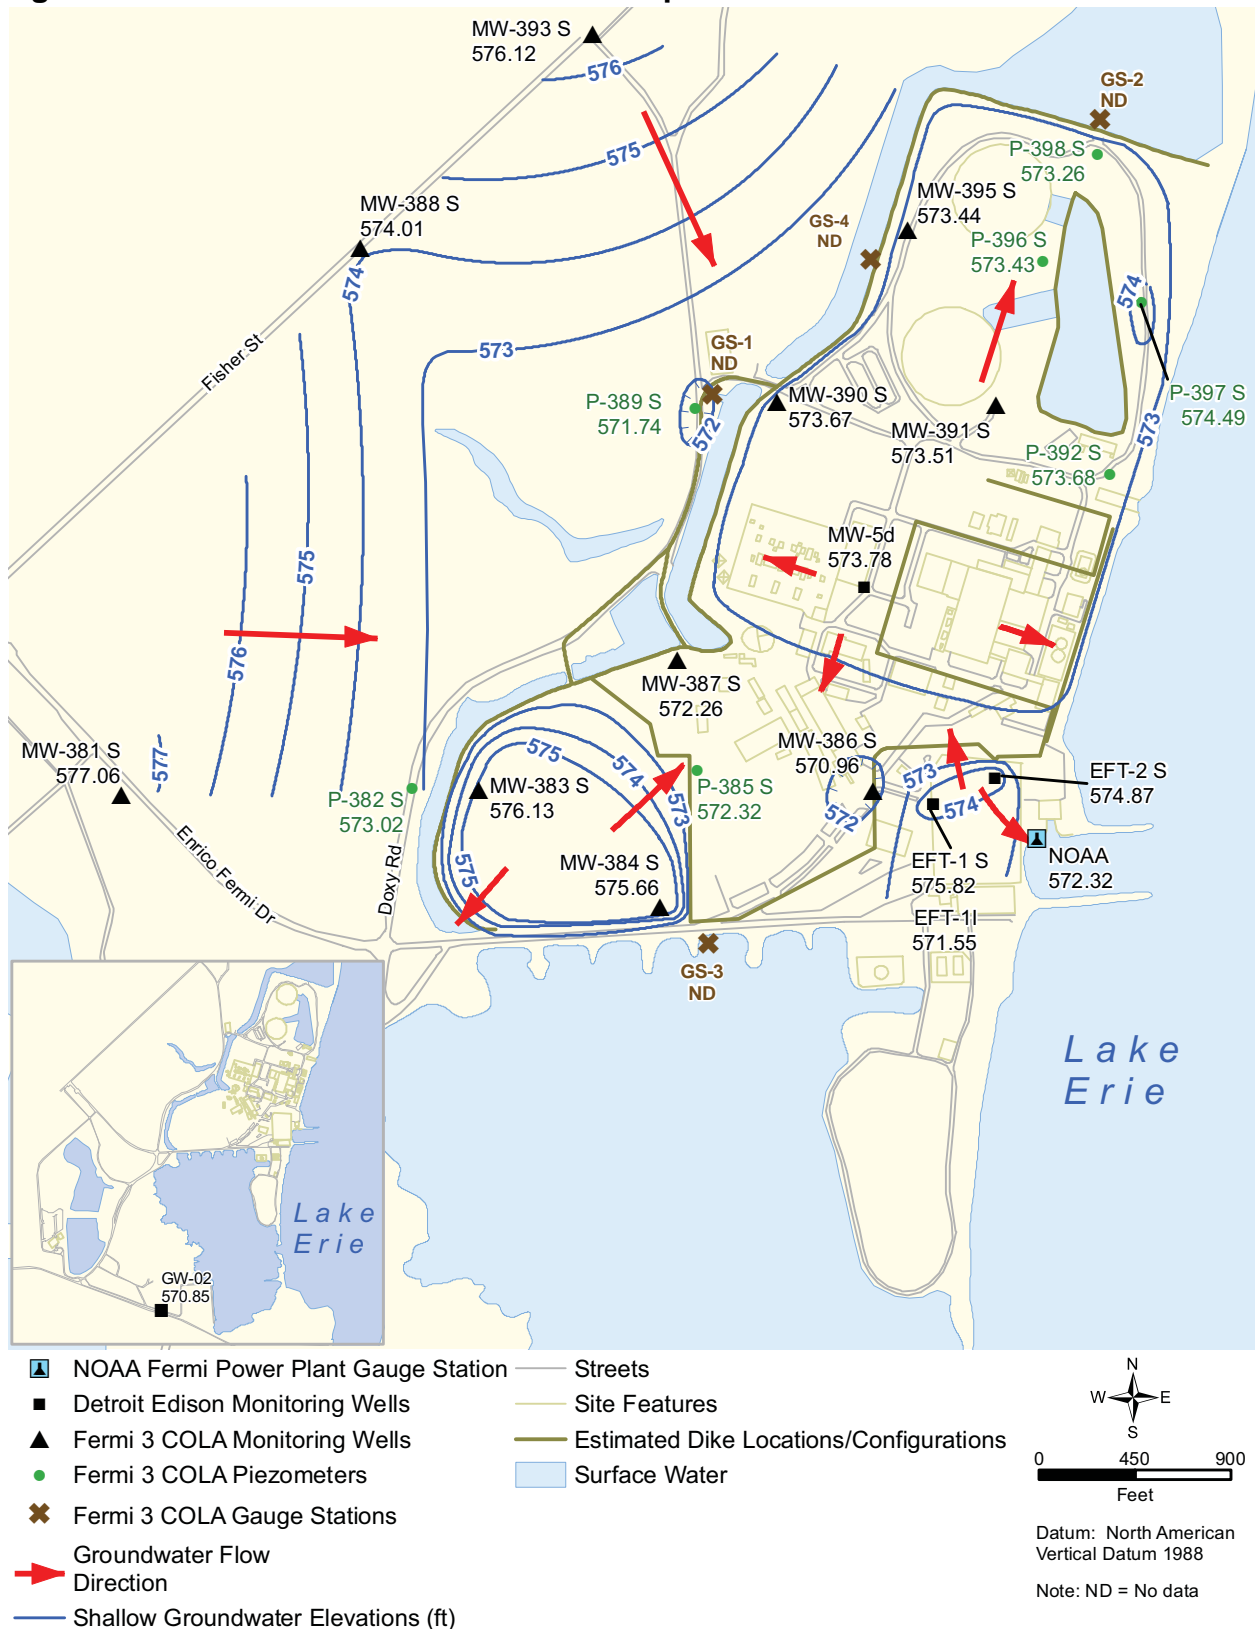 MW-393 S
576.12
576
GS-2
ND
575
P-398 S
573.26
MW-388 S
574.01
MW-395 S
573.44
GS-4
ND
P-396 S
573.43
574
574
Fisher St
573
GS-1
ND
P-389 S
571.74
572
MW-390 S
573.67
MW-391 S
573.51
P-397 S
574.49
573
P-392 S
573.68
MW-5d
573.78
575
576
MW-387 S
572.26
MW-381 S
577.06
577
575
574
573
MW-386 S
570.96
573
EFT-2 S
574.87
P-382 S
573.02
MW-383 S
576.13
P-385 S
572.32
572
574
Enrico Fermi Dr
Doxy Rd
575
MW-384 S
575.66
EFT-1 S
575.82
NOAA
572.32
EFT-1I
571.55
GS-3
ND
Lake
Erie
Lake
Erie
GW-02
570.85
NOAA Fermi Power Plant Gauge Station
Detroit Edison Monitoring Wells
Fermi 3 COLA Monitoring Wells
Fermi 3 COLA Piezometers
Fermi 3 COLA Gauge Stations
Groundwater Flow
Direction
Shallow Groundwater Elevations (ft)
Streets
Site Features
Estimated Dike Locations/Configurations
Surface Water
N
W E
S
0 450 900
Feet
Datum: North American
Vertical Datum 1988
Note: ND = No data